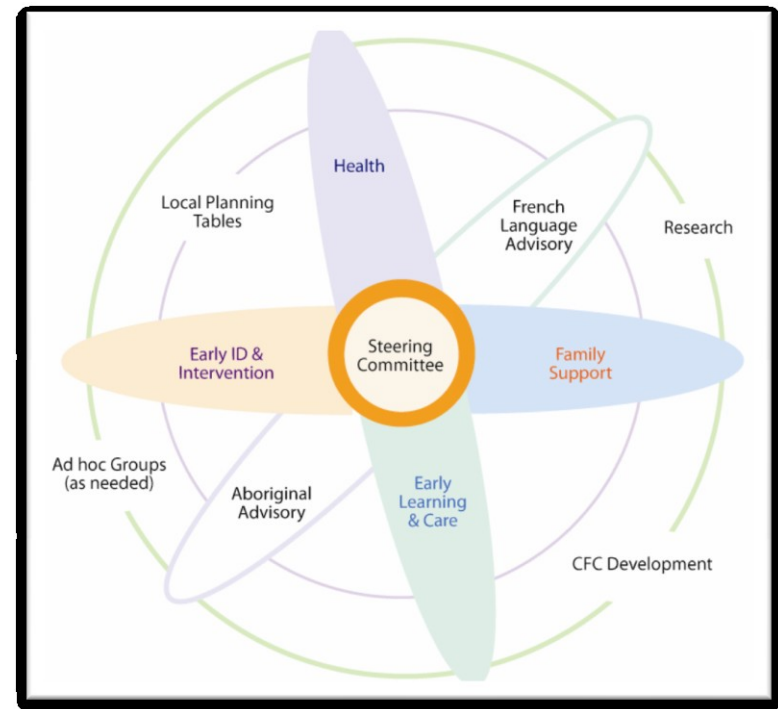 Health
Local Planning
Tables
French
Language
Advisory
Research
Early ID &
Intervention
Steering
Committee
Family
Support
Ad hoc Groups
(as needed)
Aboriginal
Advisory
Early
Learning
& Care
CFC Development